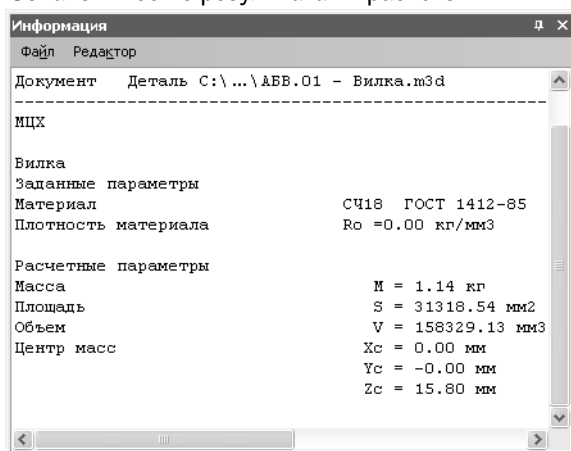 Информация
Файл Редактор
Документ Деталь C:\...\АБВ.01 - Вилка.m3d
------------------------------------------------------
МЦХ
Вилка
Заданные параметры
Материал СЧ18 ГОСТ 1412-85
Плотность материала Ro =0.00 кг/мм3
Расчетные параметры
Масса M = 1.14 кг
Площадь S = 31318.54 мм2
Объем V = 158329.13 мм3
Центр масс Xc = 0.00 мм
Yc = -0.00 мм
Zc = 15.80 мм